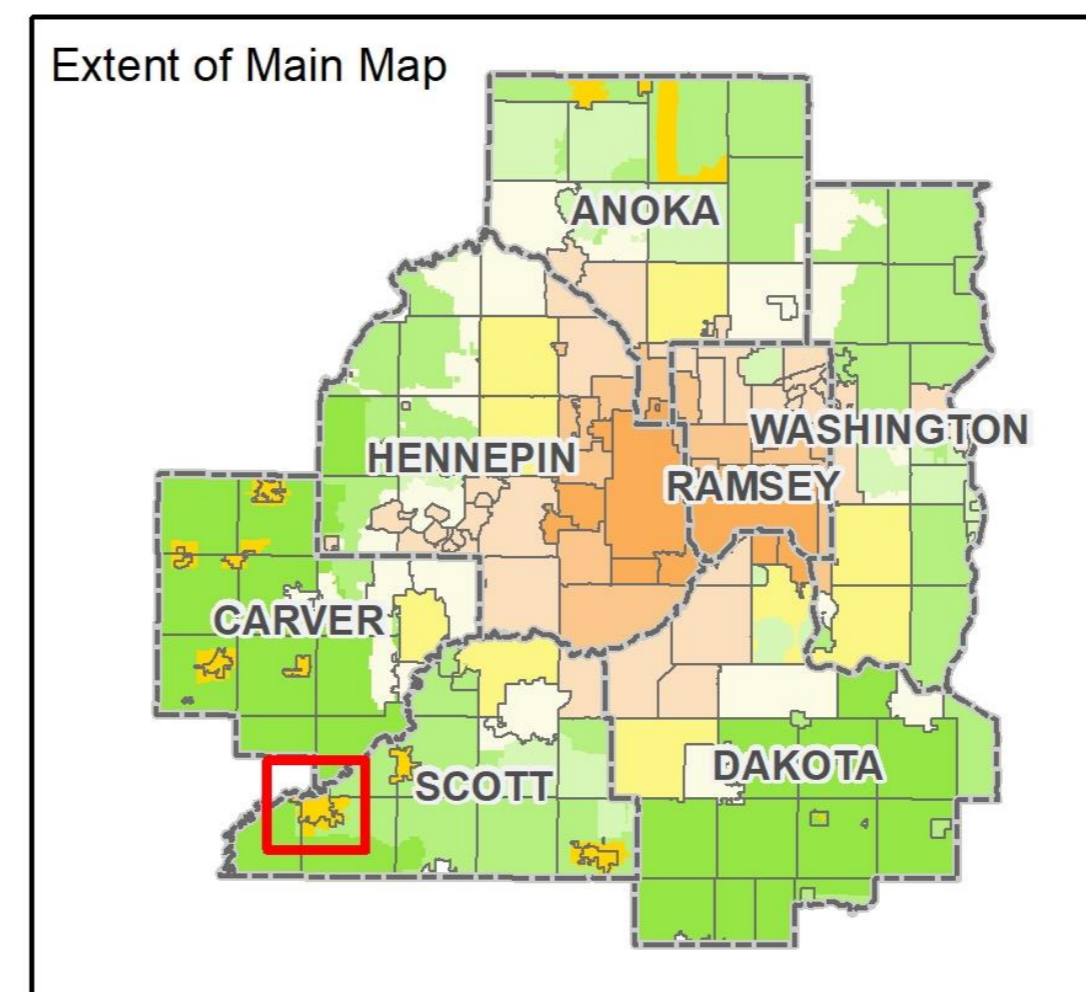 Extent of Main Map
ANOKA
WASHINGTON
HENNEPIN
RAMSEY
CARVER
DAKOTA
SCOTT